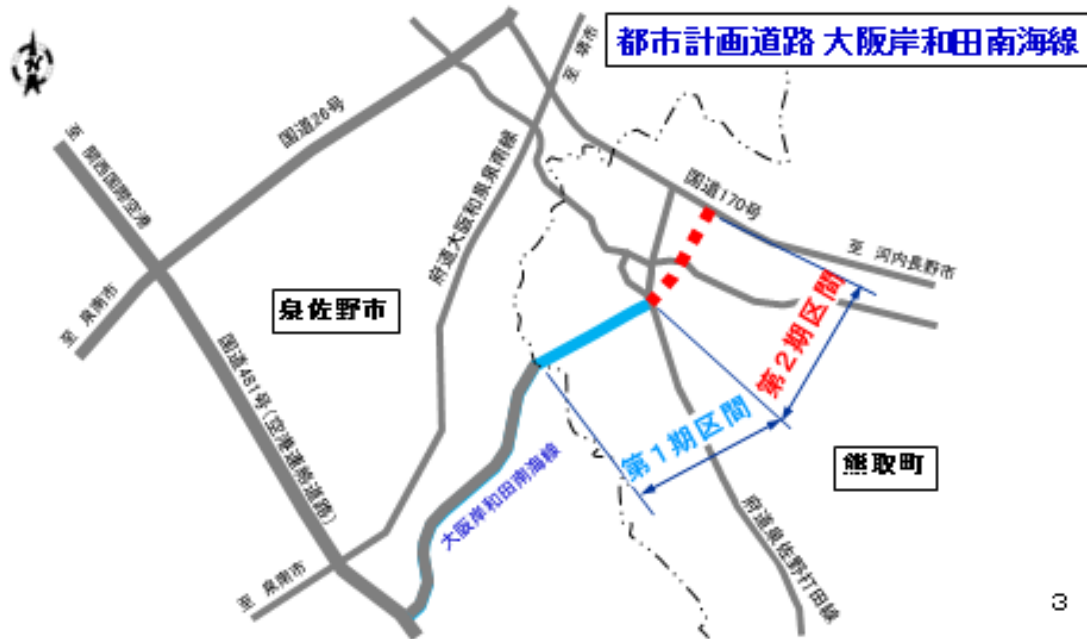 都市計画道路 大阪岸和田南海線
至 堺市
国道26号
至 関西国際空港
府道大阪和泉泉南線
国道170号
至 河内長野市
至 泉南市
泉佐野市
国道481号(空港連絡道路)
第2期区間
第1期区間
大阪岸和田南海線
熊取町
府道泉佐野打田線
至 泉南市
3